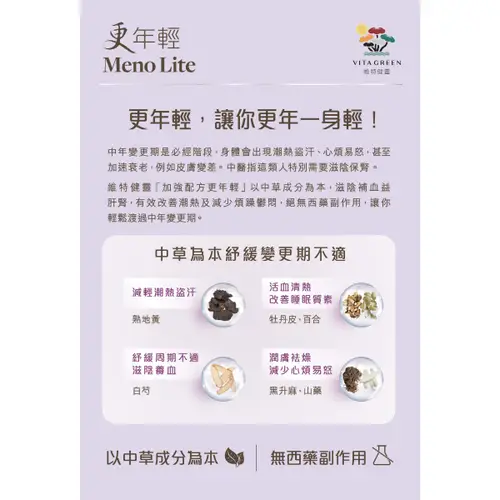 更年輕
Meno Lite
VITAGREEN
維特健靈
更年輕，讓你更年一身輕！
中年變更期是必經階段，身體會出現潮熱盜汗、心煩易怒，甚至
加速衰老，例如皮膚變差。中醫指這類人特別需要滋陰保腎。
維特健靈「加強配方更年輕」以中草成分為本，滋陰補血益
肝腎，有效改善潮熱及減少煩躁鬱悶，絕無西藥副作用，讓你
輕鬆渡過中年變更期。
中草為本紓緩變更期不適
減輕潮熱盜汗
熟地黃
活血清熱
改善睡眠質素
牡丹皮、百合
紓緩周期不適
滋陰養血
白芍
潤膚祛燥
減少心煩易怒
黑升麻、山藥
以中草成分為本
無西藥副作用